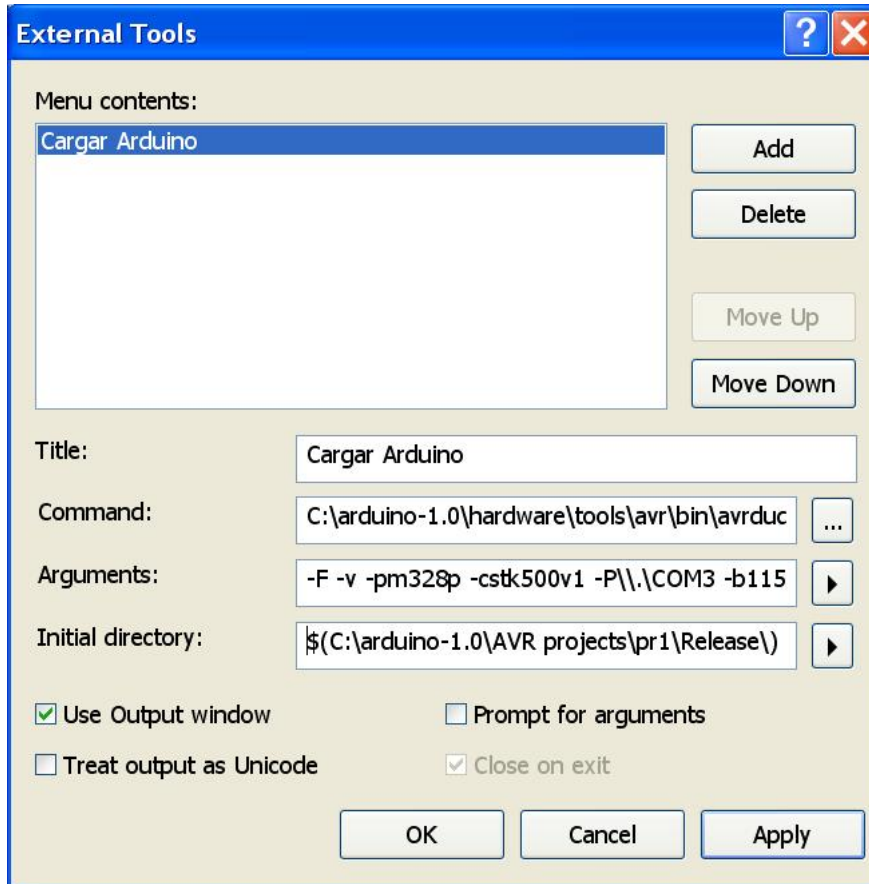 External Tools
Menu contents:
Cargar Arduino
Add
Delete
Move Up
Move Down
Title:
Cargar Arduino
Command:
C:\arduino-1.0\hardware\tools\avr\bin\avrduc
...
Arguments:
-F -v -pm328p -cstk500v1 -P\\.\COM3 -b115
Initial directory:
$(C:\arduino-1.0\AVR projects\pr1\Release\)
Use Output window
Prompt for arguments
Treat output as Unicode
Close on exit
OK
Cancel
Apply